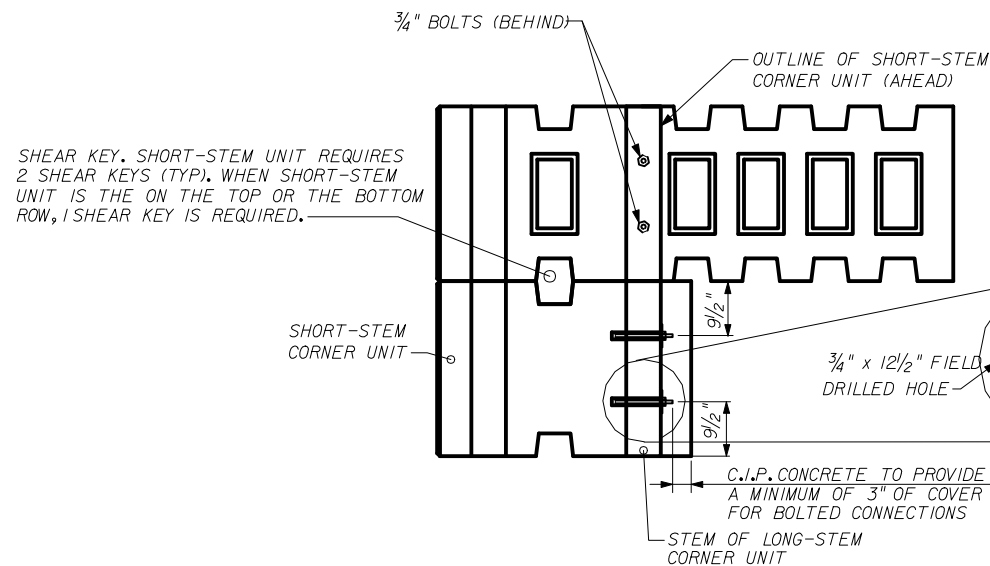 ¾" BOLTS (BEHIND)
OUTLINE OF SHORT-STEM
CORNER UNIT (AHEAD)
SHEAR KEY. SHORT-STEM UNIT REQUIRES
2 SHEAR KEYS (TYP). WHEN SHORT-STEM
UNIT IS THE ON THE TOP OR THE BOTTOM
ROW, 1 SHEAR KEY IS REQUIRED.
9½"
SHORT-STEM
CORNER UNIT
¾" x 12½" FIELD
DRILLED HOLE
9½"
C.I.P. CONCRETE TO PROVIDE
A MINIMUM OF 3" OF COVER
FOR BOLTED CONNECTIONS
STEM OF LONG-STEM
CORNER UNIT